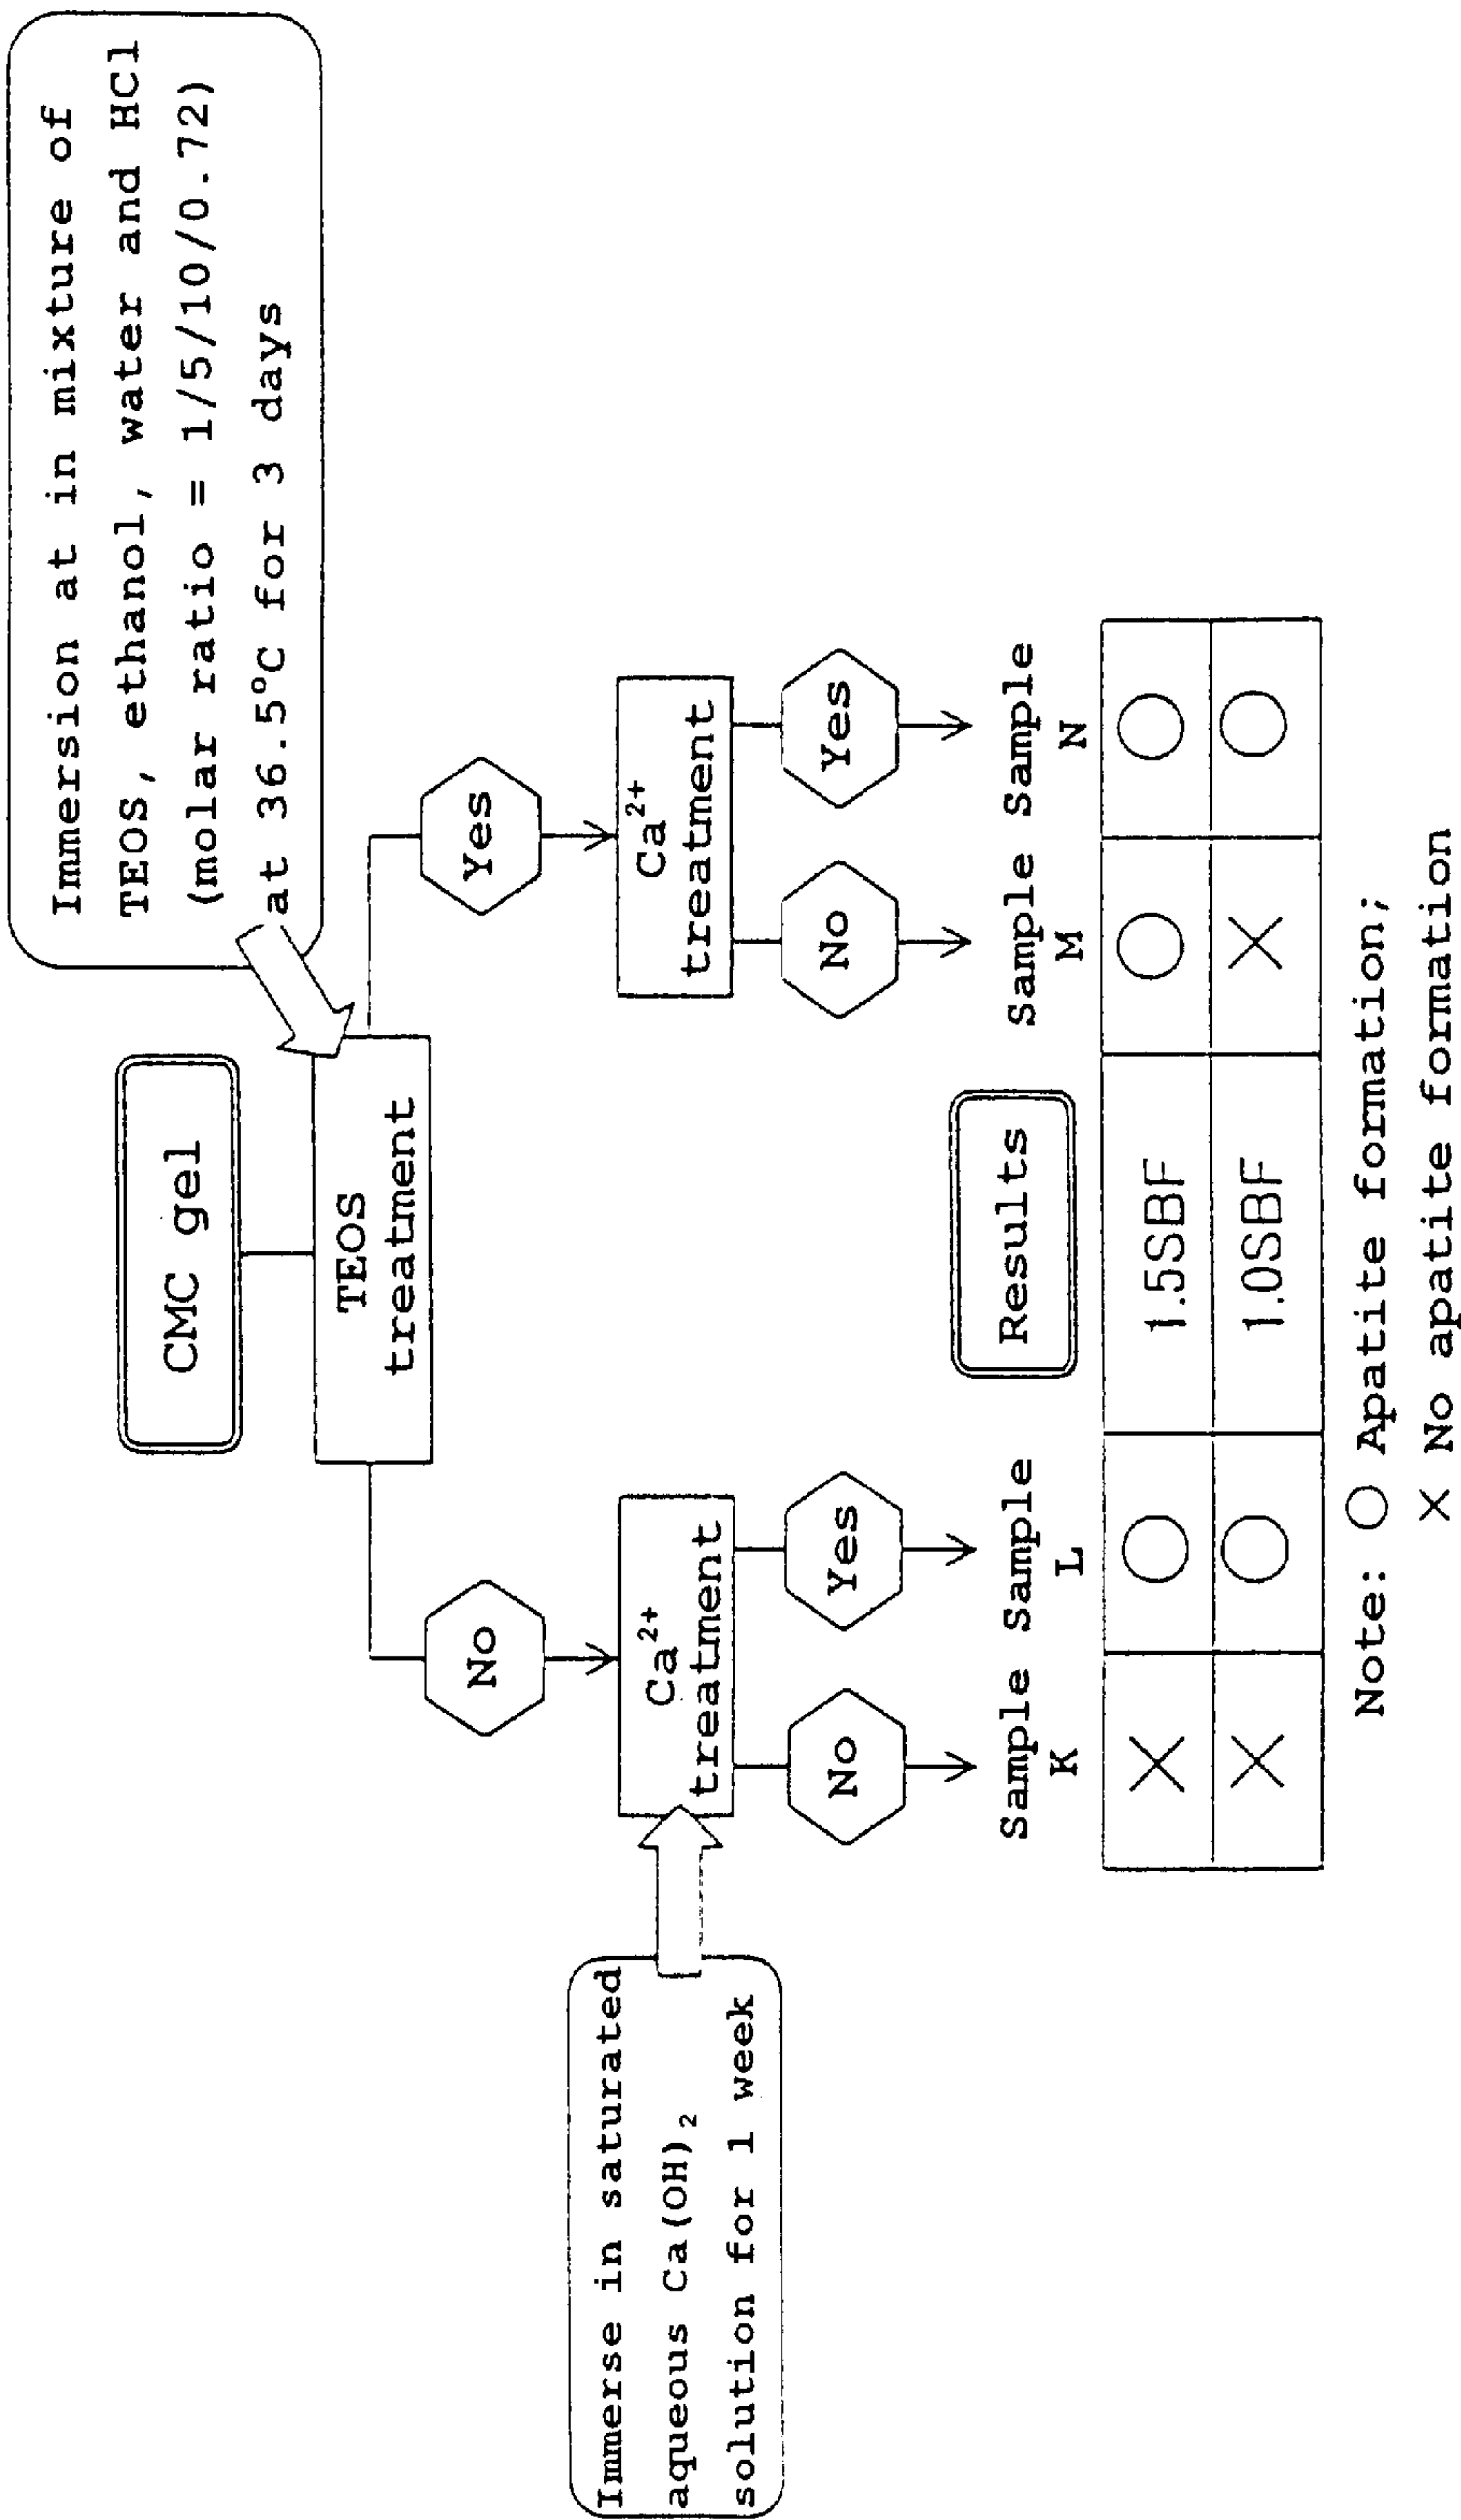 Immersion at in mixture of
TEOS, ethanol, water and HCl
(molar ratio = 1/5/10/0.72)
at 36.5°C for 3 days
CMC gel
TEOS
treatment
No
Yes
Immerse in saturated
aqueous Ca(OH)₂
solution for 1 week
Ca²⁺
treatment
Ca²⁺
treatment
No
Yes
No
Yes
Sample
K
Sample
L
Results
Sample
M
Sample
N
× ○ 1.5SBF ○ ○
× ○ 1.0SBF × ○
Note: ○ Apatite formation;
× No apatite formation